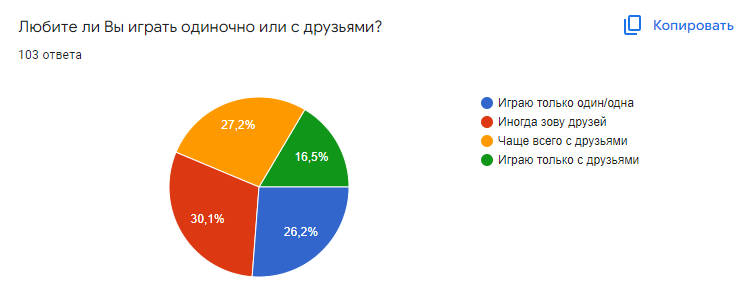 Любите ли Вы играть одиночно или с друзьями?
Копировать
103 ответа
Играю только один/одна
Иногда зову друзей
Чаще всего с друзьями
Играю только с друзьями
27,2%
16,5%
30,1%
26,2%